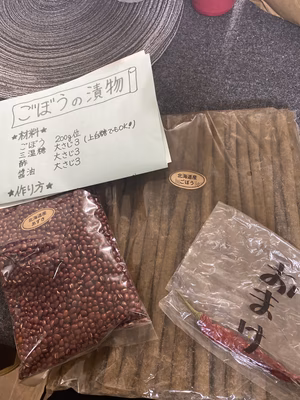 ごぼうの漬物
★材料★
ごぼう 200g位
三温糖 大さじ3 (上白糖でもOK!)
酢 大さじ3
醤油 大さじ3
★作り方★
北海道産
ごぼう
北海道産
あずき
おまけ